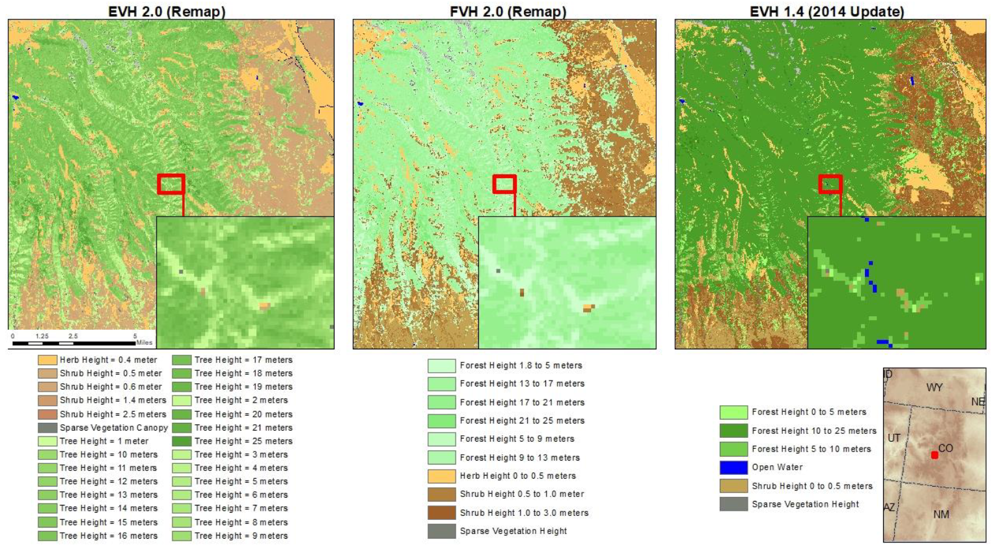 EVH 2.0 (Remap)
FVH 2.0 (Remap)
EVH 1.4 (2014 Update)
0 1.25 2.5 5
Miles
Herb Height = 0.4 meter
Shrub Height = 0.5 meter
Shrub Height = 0.6 meter
Shrub Height = 1.4 meters
Shrub Height = 2.5 meters
Sparse Vegetation Canopy
Tree Height = 1 meter
Tree Height = 10 meters
Tree Height = 11 meters
Tree Height = 12 meters
Tree Height = 13 meters
Tree Height = 14 meters
Tree Height = 15 meters
Tree Height = 16 meters
Tree Height = 17 meters
Tree Height = 18 meters
Tree Height = 19 meters
Tree Height = 2 meters
Tree Height = 20 meters
Tree Height = 21 meters
Tree Height = 25 meters
Tree Height = 3 meters
Tree Height = 4 meters
Tree Height = 5 meters
Tree Height = 6 meters
Tree Height = 7 meters
Tree Height = 8 meters
Tree Height = 9 meters
Forest Height 1.8 to 5 meters
Forest Height 13 to 17 meters
Forest Height 17 to 21 meters
Forest Height 21 to 25 meters
Forest Height 5 to 9 meters
Forest Height 9 to 13 meters
Herb Height 0 to 0.5 meters
Shrub Height 0.5 to 1.0 meter
Shrub Height 1.0 to 3.0 meters
Sparse Vegetation Height
Forest Height 0 to 5 meters
Forest Height 10 to 25 meters
Forest Height 5 to 10 meters
Open Water
Shrub Height 0 to 0.5 meters
Sparse Vegetation Height
ID
WY
NE
UT
CO
AZ
NM